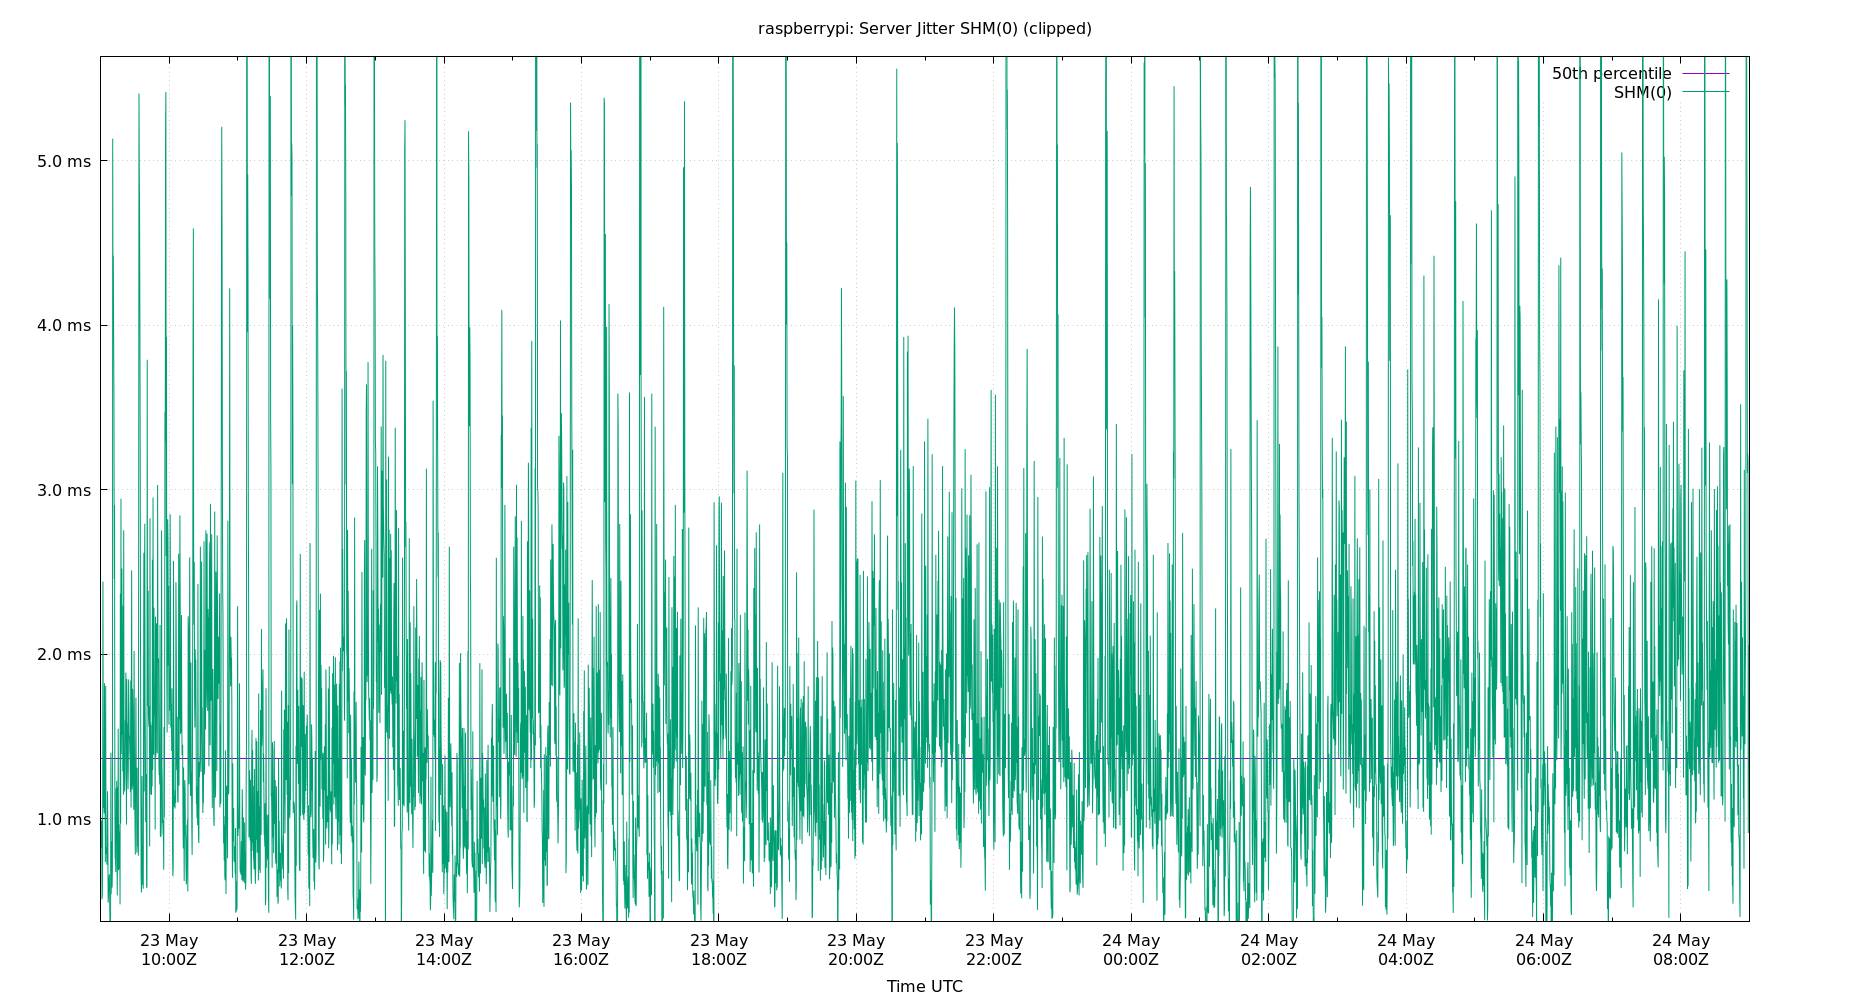 raspberrypi: Server Jitter SHM(0) (clipped)
50th percentile
SHM(0)
5.0 ms
4.0 ms
3.0 ms
2.0 ms
1.0 ms
23 May 23 May 23 May 23 May 23 May 23 May 23 May 24 May 24 May 24 May 24 May 24 May
10:00Z 12:00Z 14:00Z 16:00Z 18:00Z 20:00Z 22:00Z 00:00Z 02:00Z 04:00Z 06:00Z 08:00Z
Time UTC